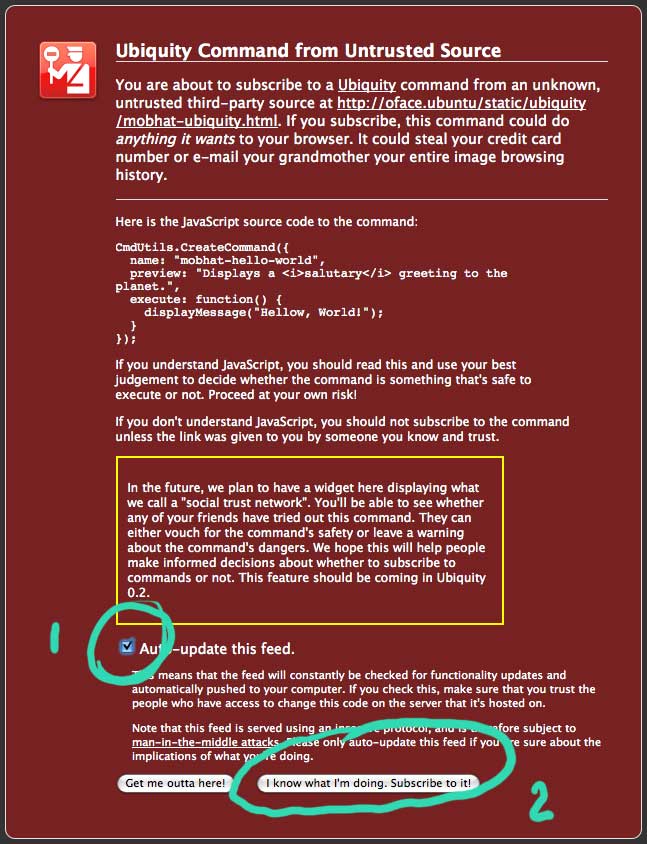 Ubiquity Command from Untrusted Source
You are about to subscribe to a Ubiquity command from an unknown,
untrusted third-party source at http://oface.ubuntu/static/ubiquity
/mobhat-ubiquity.html. If you subscribe, this command could do
anything it wants to your browser. It could steal your credit card
number or e-mail your grandmother your entire image browsing
history.
Here is the JavaScript source code to the command:
CmdUtils.CreateCommand({
name: "mobhat-hello-world",
preview: "Displays a <i>salutary</i> greeting to the
planet.",
execute: function() {
displayMessage("Hellow, World!");
}
});
If you understand JavaScript, you should read this and use your best
judgement to decide whether the command is something that's safe to
execute or not. Proceed at your own risk!
If you don't understand JavaScript, you should not subscribe to the command
unless the link was given to you by someone you know and trust.
In the future, we plan to have a widget here displaying what
we call a "social trust network". You'll be able to see whether
any of your friends have tried out this command. They can
either vouch for the command's safety or leave a warning
about the command's dangers. We hope this will help people
make informed decisions about whether to subscribe to
commands or not. This feature should be coming in Ubiquity
0.2.
1
Auto-update this feed.
This means that the feed will constantly be checked for functionality updates and
automatically pushed to your computer. If you check this, make sure that you trust the
people who have access to change this code on the server that it's hosted on.
Note that this feed is served using an insecure protocol, and is therefore subject to
man-in-the-middle attacks. Please only auto-update this feed if you're sure about the
implications of what you're doing.
Get me outta here!
I know what I'm doing. Subscribe to it!
2